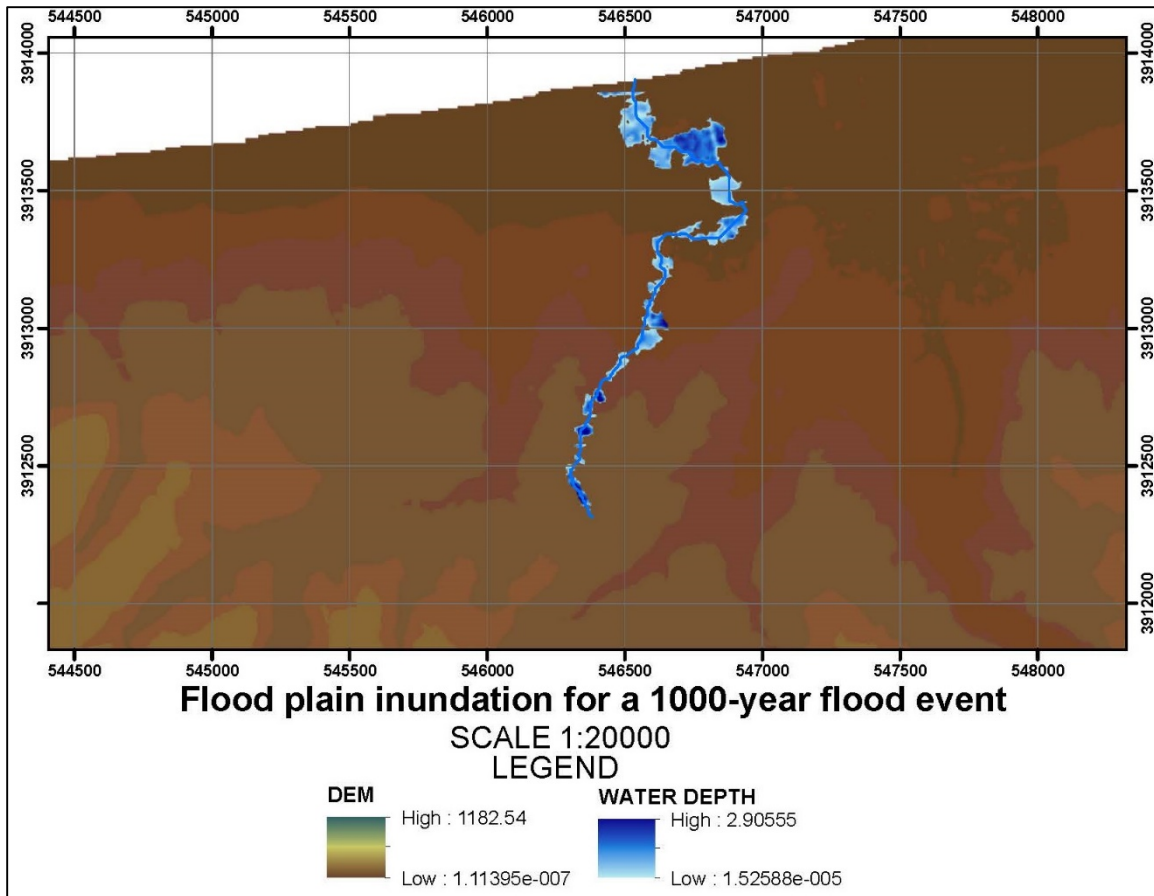 544500 545000 545500 546000 546500 547000 547500 548000
3914000 3914000
3913500 3913500
3913000 3913000
3912500 3912500
3912000
544500 545000 545500 546000 546500 547000 547500 548000
Flood plain inundation for a 1000-year flood event
SCALE 1:20000
LEGEND
DEM
High : 1182.54
Low : 1.11395e-007
WATER DEPTH
High : 2.90555
Low : 1.52588e-005